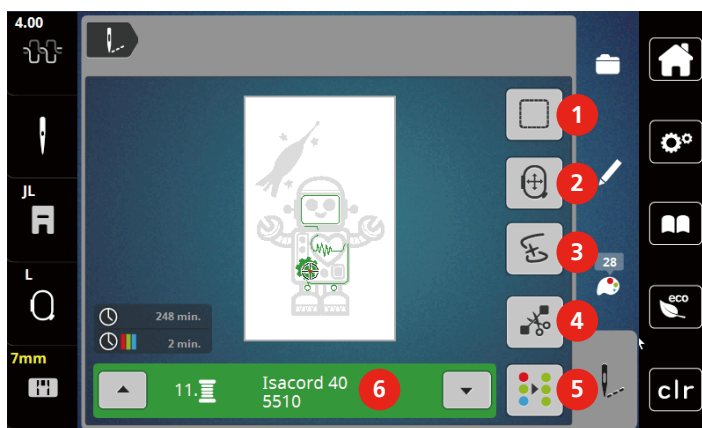 4.00
1
2
JL
3
28
L
4
eco
248 min.
2 min.
7mm
11.
Isacord 40
5510
6
5
clr